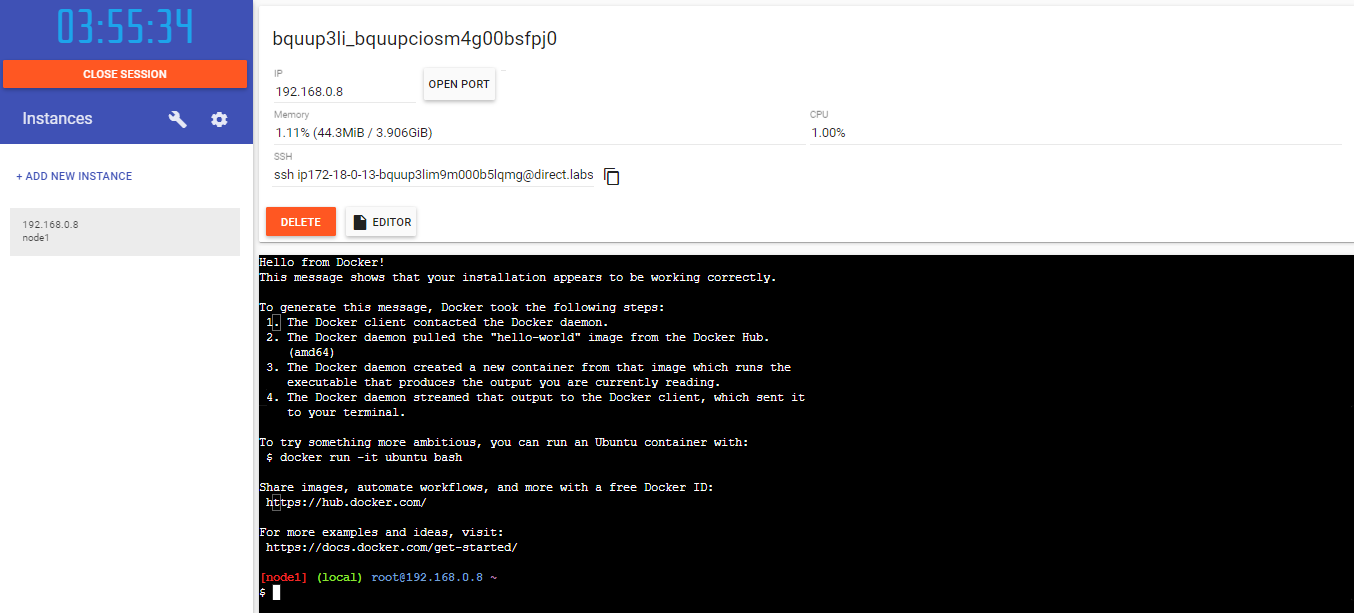 03:55:34
CLOSE SESSION
Instances
+ ADD NEW INSTANCE
192.168.0.8
node1
bquup3li_bquupciosm4g00bsfpj0
IP
192.168.0.8
OPEN PORT
Memory
1.11% (44.3MiB / 3.906GiB)
CPU
1.00%
SSH
ssh ip172-18-0-13-bquup3lim9m000b5lqmg@direct.labs
DELETE
EDITOR
Hello from Docker!
This message shows that your installation appears to be working correctly.
To generate this message, Docker took the following steps:
1. The Docker client contacted the Docker daemon.
2. The Docker daemon pulled the "hello-world" image from the Docker Hub.
(amd64)
3. The Docker daemon created a new container from that image which runs the
executable that produces the output you are currently reading.
4. The Docker daemon streamed that output to the Docker client, which sent it
to your terminal.
To try something more ambitious, you can run an Ubuntu container with:
$ docker run -it ubuntu bash
Share images, automate workflows, and more with a free Docker ID:
https://hub.docker.com/
For more examples and ideas, visit:
https://docs.docker.com/get-started/
[node1] (local) root@192.168.0.8 ~
$